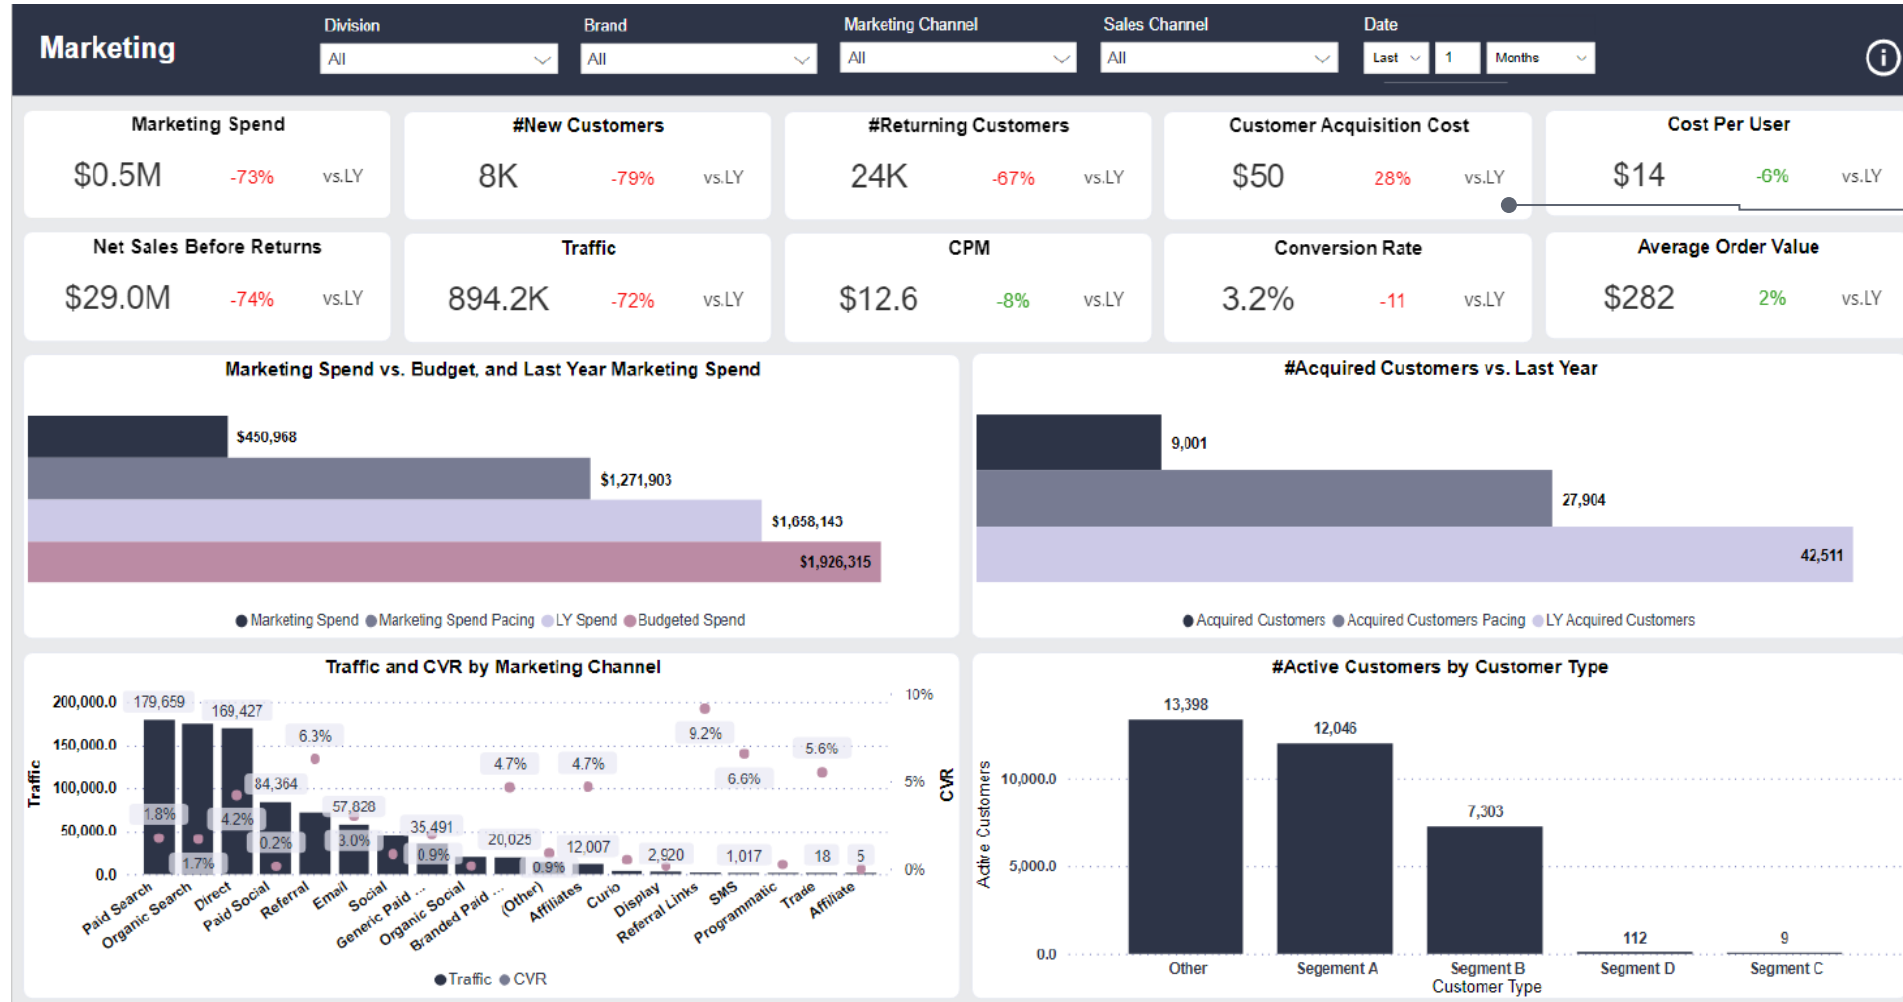 Marketing
Division
Brand
Marketing Channel
Sales Channel
Date
All
All
All
All
Last
1
Months
Marketing Spend
$0.5M -73% vs.LY
#New Customers
8K -79% vs.LY
#Returning Customers
24K -67% vs.LY
Customer Acquisition Cost
$50 28% vs.LY
Cost Per User
$14 -6% vs.LY
Net Sales Before Returns
$29.0M -74% vs.LY
Traffic
894.2K -72% vs.LY
CPM
$12.6 -8% vs.LY
Conversion Rate
3.2% -11 vs.LY
Average Order Value
$282 2% vs.LY
Marketing Spend vs. Budget, and Last Year Marketing Spend
$450,968
$1,271,903
$1,658,143
$1,926,315
Marketing Spend Marketing Spend Pacing LY Spend Budgeted Spend
#Acquired Customers vs. Last Year
9,001
27,904
42,511
Acquired Customers Acquired Customers Pacing LY Acquired Customers
Traffic and CVR by Marketing Channel
Traffic
200,000.0
150,000.0
100,000.0
50,000.0
0.0
179,659
169,427
84,364
57,828
35,491
20,025
12,007
2,920
1,017
18
5
1.8%
1.7%
4.2%
0.2%
6.3%
3.0%
0.9%
4.7%
0.9%
4.7%
9.2%
6.6%
5.6%
10%
5%
0%
CVR
Paid Search
Organic Search
Direct
Paid Social
Referral
Email
Social
Generic Paid ...
Organic Social
Branded Paid ...
(Other)
Affiliates
Curio
Display
Referral Links
SMS
Programmatic
Trade
Affiliate
Traffic CVR
#Active Customers by Customer Type
Active Customers
10,000.0
5,000.0
0.0
13,398
12,046
7,303
112
9
Other
Segement A
Segment B
Segment D
Segment C
Customer Type